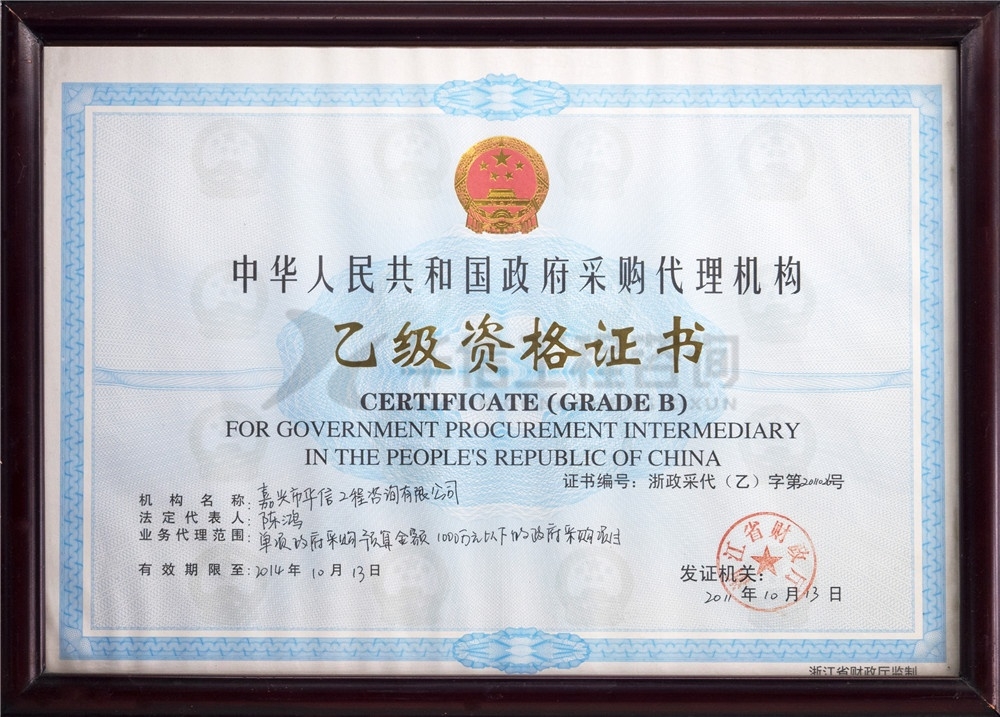 中华人民共和国政府采购代理机构
乙级资格证书
CERTIFICATE (GRADE B)
FOR GOVERNMENT PROCUREMENT INTERMEDIARY
IN THE PEOPLE'S REPUBLIC OF CHINA
证书编号：浙政采代（乙）字第号
机构名称：嘉兴市华信工程咨询有限公司
法定代表人：陈鸿
业务代理范围：单项政府采购预算金额1000万元以下的政府采购项目
有效期限至：2014年10月13日
浙江省财政厅
发证机关：
2011年10月13日
浙江省财政厅监制
华信工程咨询